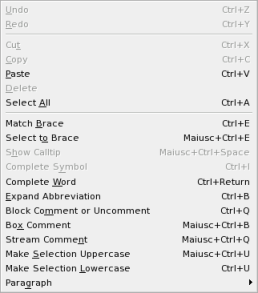 Undo Ctrl+Z
Redo Ctrl+Y
Cut Ctrl+X
Copy Ctrl+C
Paste Ctrl+V
Delete
Select All Ctrl+A
Match Brace Ctrl+E
Select to Brace Maiusc+Ctrl+E
Show Calltip Maiusc+Ctrl+Space
Complete Symbol Ctrl+I
Complete Word Ctrl+Return
Expand Abbreviation Ctrl+B
Block Comment or Uncomment Ctrl+Q
Box Comment Maiusc+Ctrl+B
Stream Comment Maiusc+Ctrl+Q
Make Selection Uppercase Maiusc+Ctrl+U
Make Selection Lowercase Ctrl+U
Paragraph